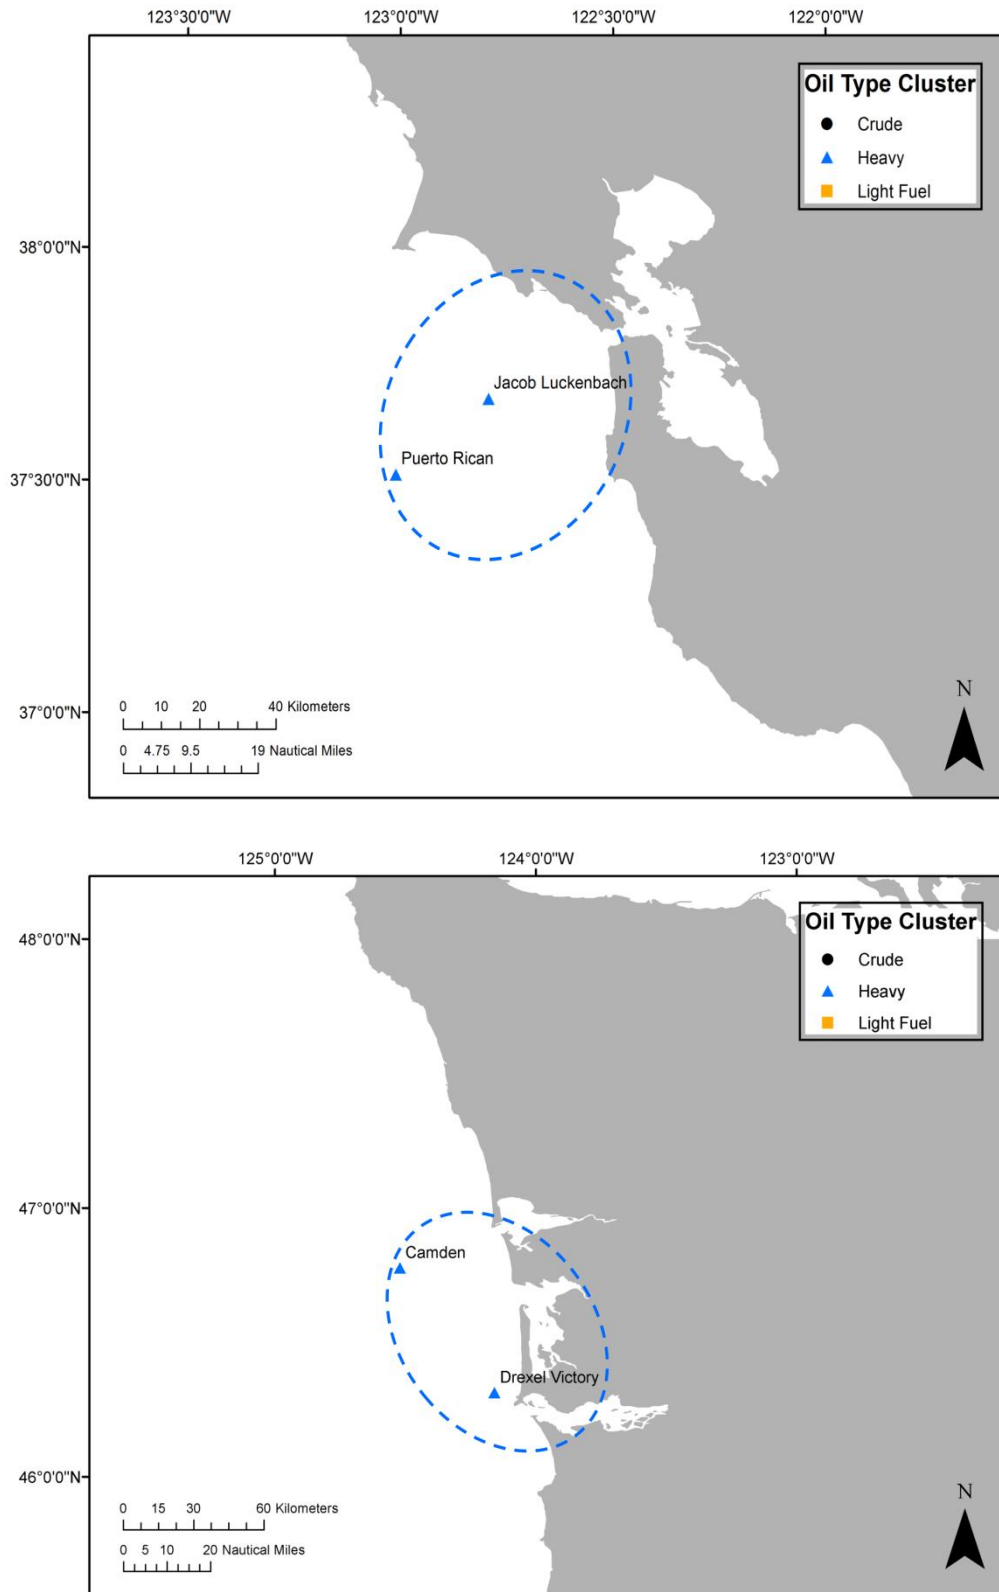 123°30'0"W 123°0'0"W 122°30'0"W 122°0'0"W
Oil Type Cluster
Crude
Heavy
Light Fuel
38°0'0"N
Jacob Luckenbach
Puerto Rican
37°30'0"N
N
0 10 20 40 Kilometers
37°0'0"N
0 4.75 9.5 19 Nautical Miles
125°0'0"W 124°0'0"W 123°0'0"W
Oil Type Cluster
48°0'0"N
Crude
Heavy
Light Fuel
47°0'0"N
Camden
Drexel Victory
46°0'0"N
N
0 15 30 60 Kilometers
0 5 10 20 Nautical Miles